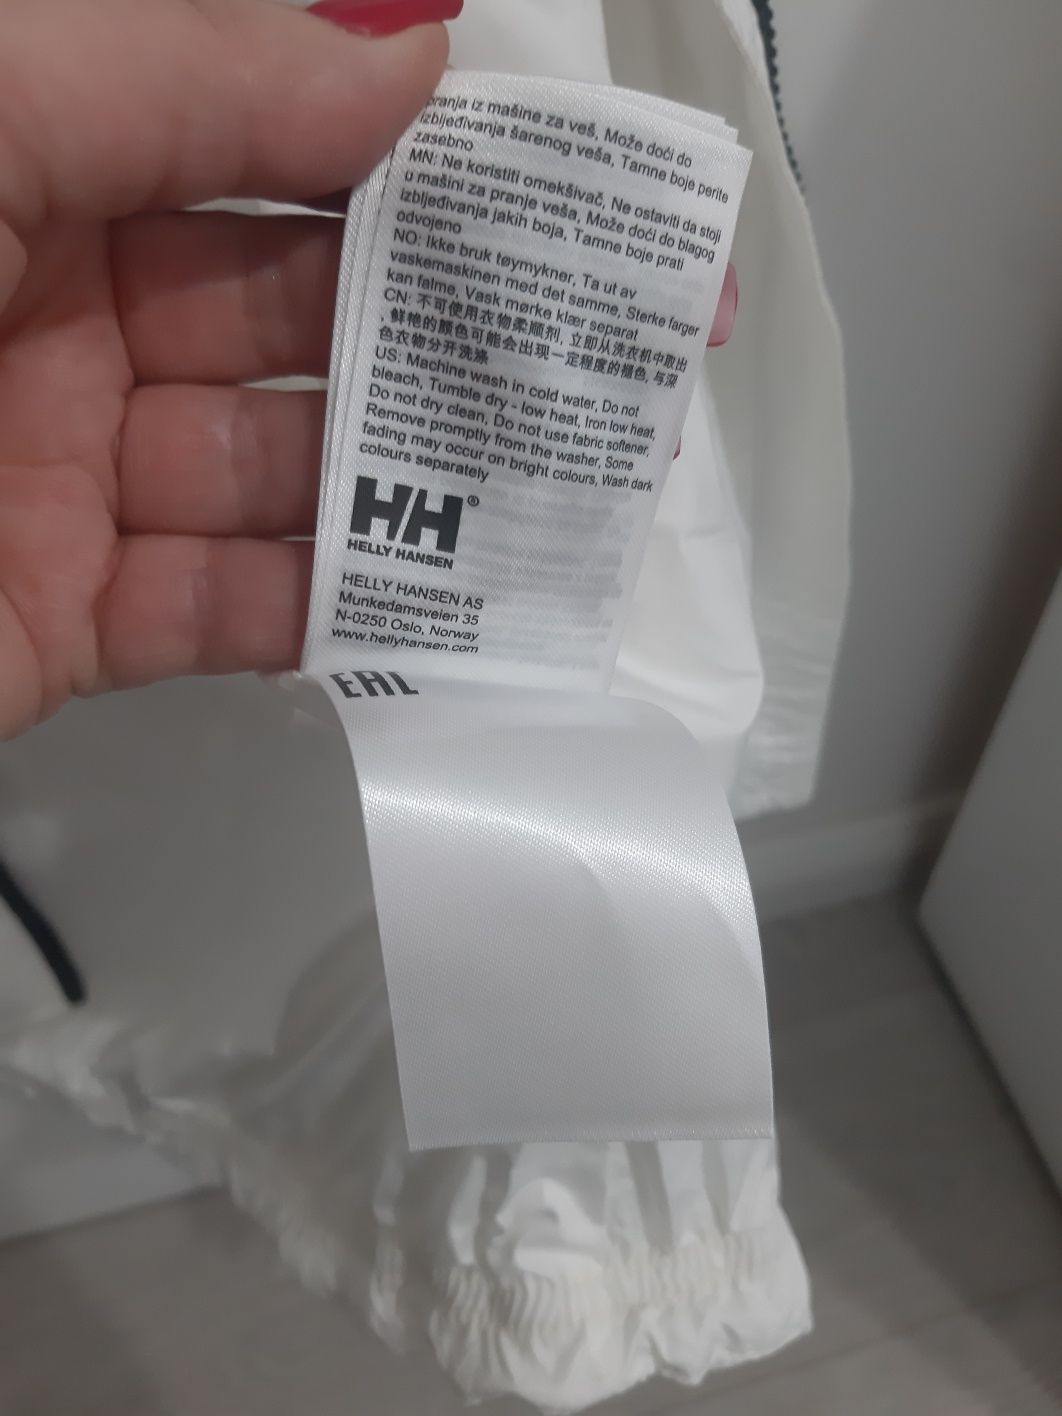 pranja iz mašine za veš, Može doći do
izbljeđivanja šarenog veša, Tamne boje perite
zasebno
MN: Ne koristiti omekšivač, Ne ostaviti da stoji
u mašini za pranje veša, Može doći do blagog
izbljeđivanja jakih boja, Tamne boje prati
odvojeno
NO: Ikke bruk tøymykner, Ta ut av
vaskemaskinen med det samme, Sterke farger
kan falme, Vask mørke klær separat
CN: 不可使用衣物柔顺剂, 立即从洗衣机中取出
, 鲜艳的颜色可能会出现一定程度的褪色, 与深
色衣物分开洗涤
US: Machine wash in cold water, Do not
bleach, Tumble dry - low heat, Iron low heat,
Do not dry clean, Do not use fabric softener,
Remove promptly from the washer, Some
fading may occur on bright colours, Wash dark
colours separately
HH®
HELLY HANSEN
HELLY HANSEN AS
Munkedamsveien 35
N-0250 Oslo, Norway
www.hellyhansen.com
EAC